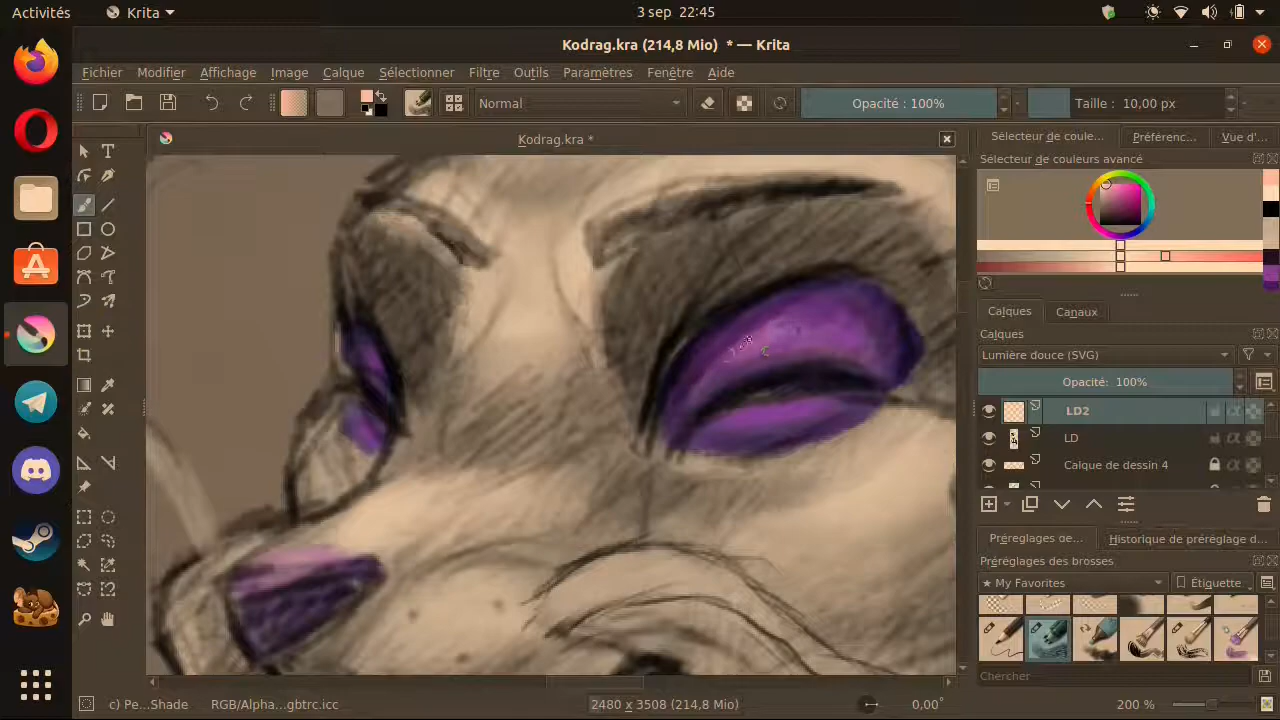 Activités
Krita
3 sep 22:45
Kodrag.kra (214,8 Mio) * — Krita
Fichier Modifier Affichage Image Calque Sélectionner Filtre Outils Paramètres Fenêtre Aide
Normal
Opacité : 100%
Taille : 10,00 px
Kodrag.kra *
Sélecteur de coule... Préférenc... Vue d'...
Sélecteur de couleurs avancé
Calques Canaux
Calques
Lumière douce (SVG)
Opacité: 100%
LD2
LD
Calque de dessin 4
Préréglages de... Historique de préréglage d...
Préréglages des brosses
★ My Favorites
Étiquette
Chercher
c) Pe...Shade
RGB/Alpha...gbtrc.icc
2480 x 3508 (214,8 Mio)
0,00°
200 %